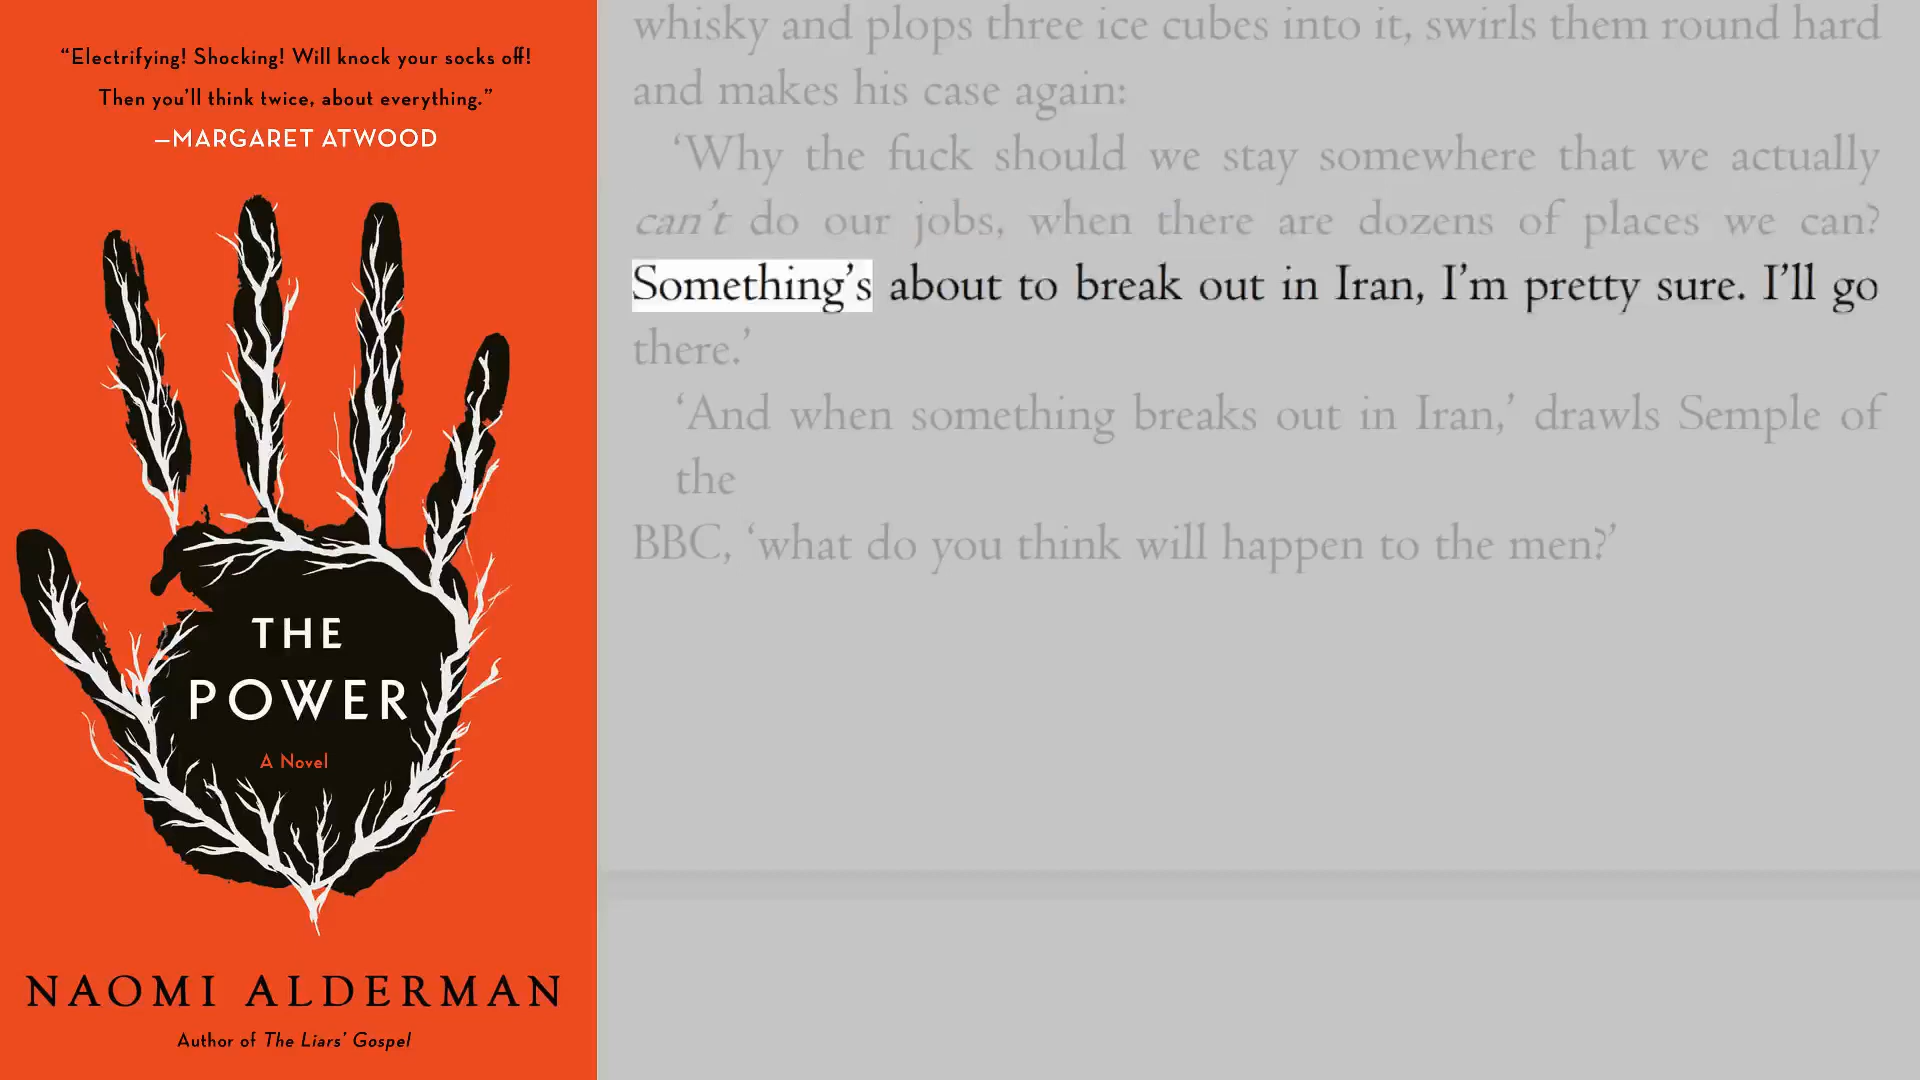 “Electrifying! Shocking! Will knock your socks off!
Then you’ll think twice, about everything.”
—MARGARET ATWOOD
THE
POWER
A Novel
NAOMI ALDERMAN
Author of The Liars’ Gospel
whisky and plops three ice cubes into it, swirls them round hard
and makes his case again:
‘Why the fuck should we stay somewhere that we actually
can’t do our jobs, when there are dozens of places we can?
Something’s about to break out in Iran, I’m pretty sure. I’ll go
there.’
‘And when something breaks out in Iran,’ drawls Semple of
the
BBC, ‘what do you think will happen to the men?’